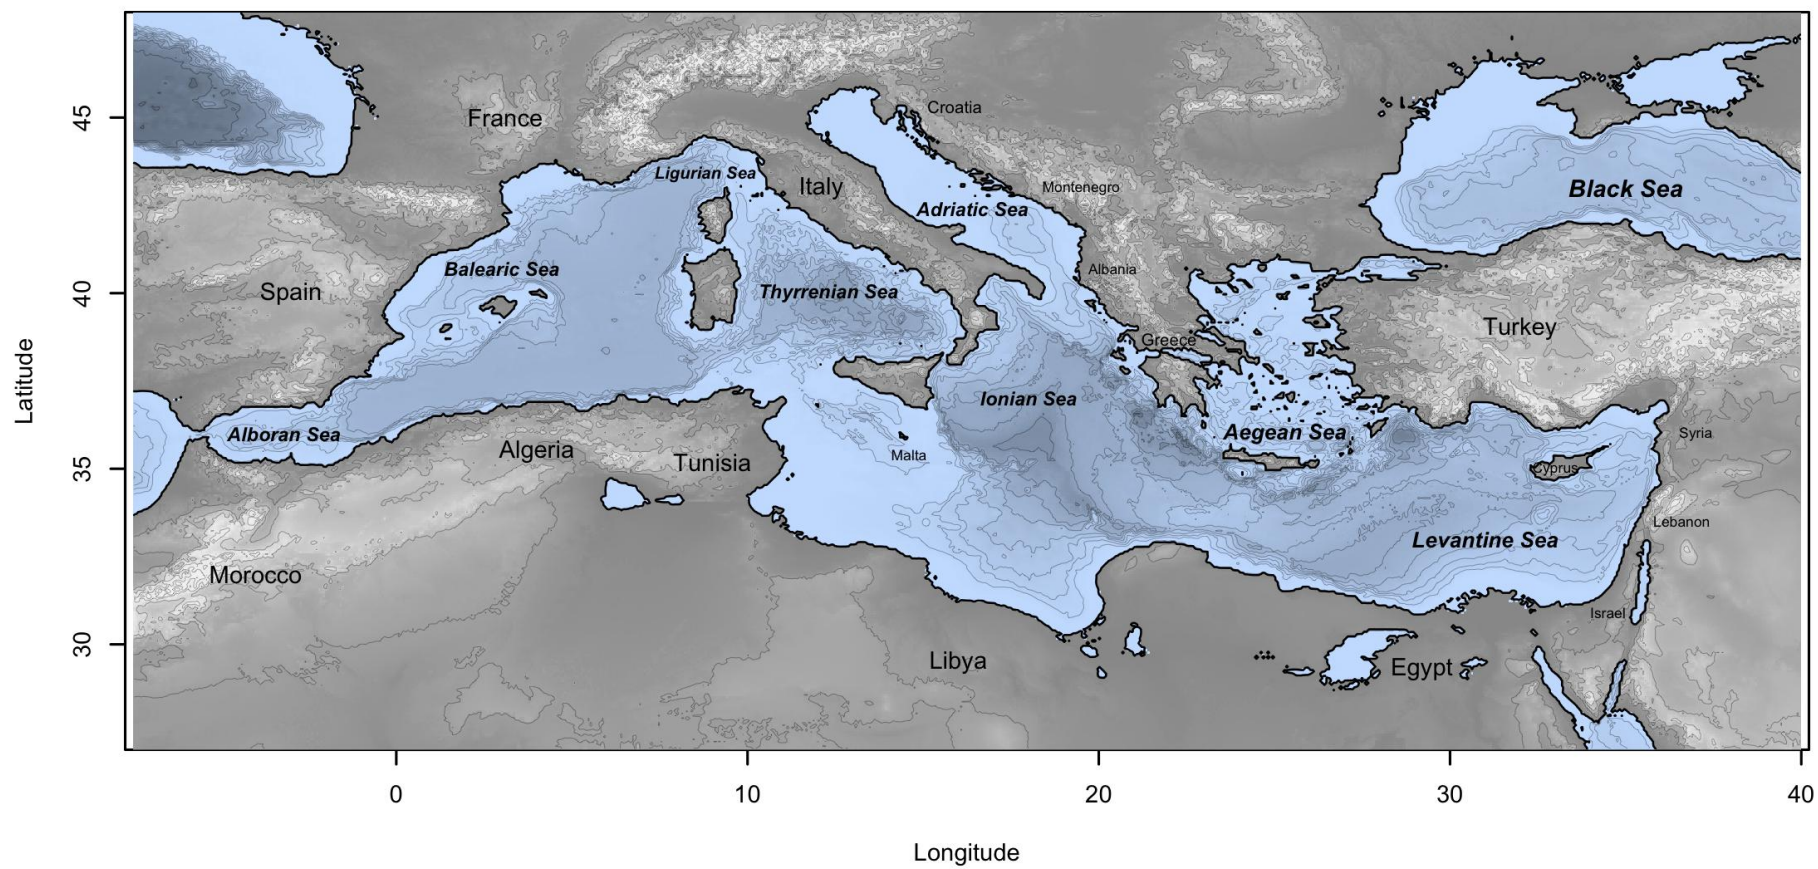 45
40
35
30
Latitude
0
10
20
30
40
Longitude
France
Croatia
Ligurian Sea
Italy
Montenegro
Black Sea
Adriatic Sea
Balearic Sea
Albania
Spain
Thyrrenian Sea
Turkey
Greece
Ionian Sea
Alboran Sea
Aegean Sea
Syria
Algeria
Malta
Tunisia
Cyprus
Lebanon
Levantine Sea
Morocco
Israel
Libya
Egypt